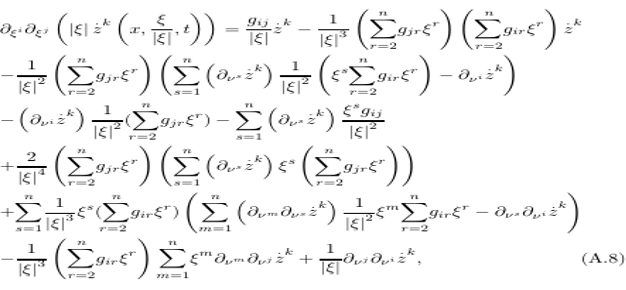 ∂_{ξ^i}∂_{ξ^j} ( |ξ| ż^k ( x, ξ/|ξ|, t ) ) = g_{ij}/|ξ| ż^k − 1/|ξ|^3 ( ∑_{r=2}^{n} g_{jr}ξ^r ) ( ∑_{r=2}^{n} g_{ir}ξ^r ) ż^k
− 1/|ξ|^2 ( ∑_{r=2}^{n} g_{jr}ξ^r ) ( ∑_{s=1}^{n} ( ∂_{ν^s} ż^k ) 1/|ξ|^2 ( ξ^s ∑_{r=2}^{n} g_{ir}ξ^r ) − ∂_{ν^i} ż^k )
− ( ∂_{ν^i} ż^k ) 1/|ξ|^2 ( ∑_{r=2}^{n} g_{jr}ξ^r ) − ∑_{s=1}^{n} ( ∂_{ν^s} ż^k ) ξ^s g_{ij}/|ξ|^2
+ 2/|ξ|^4 ( ∑_{r=2}^{n} g_{jr}ξ^r ) ( ∑_{s=1}^{n} ( ∂_{ν^s} ż^k ) ξ^s ( ∑_{r=2}^{n} g_{jr}ξ^r ) )
+ ∑_{s=1}^{n} 1/|ξ|^3 ξ^s ( ∑_{r=2}^{n} g_{ir}ξ^r ) ( ∑_{m=1}^{n} ( ∂_{ν^m}∂_{ν^s} ż^k ) 1/|ξ|^2 ξ^m ∑_{r=2}^{n} g_{ir}ξ^r − ∂_{ν^s}∂_{ν^i} ż^k )
− 1/|ξ|^3 ( ∑_{r=2}^{n} g_{ir}ξ^r ) ∑_{m=1}^{n} ξ^m ∂_{ν^m}∂_{ν^j} ż^k + 1/|ξ| ∂_{ν^j}∂_{ν^i} ż^k, (A.8)